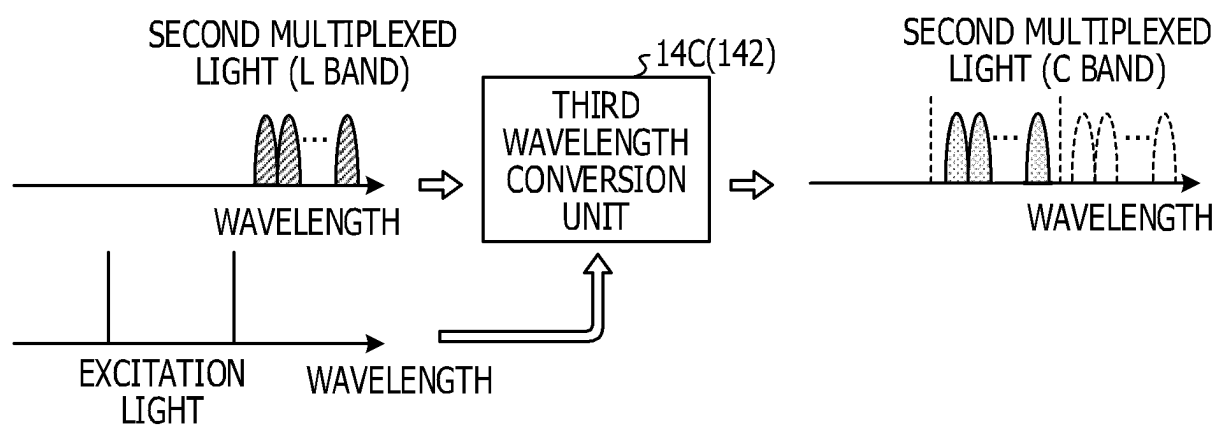 SECOND MULTIPLEXED
LIGHT (L BAND)
WAVELENGTH
14C(142)
THIRD
WAVELENGTH
CONVERSION
UNIT
SECOND MULTIPLEXED
LIGHT (C BAND)
WAVELENGTH
EXCITATION
LIGHT
WAVELENGTH